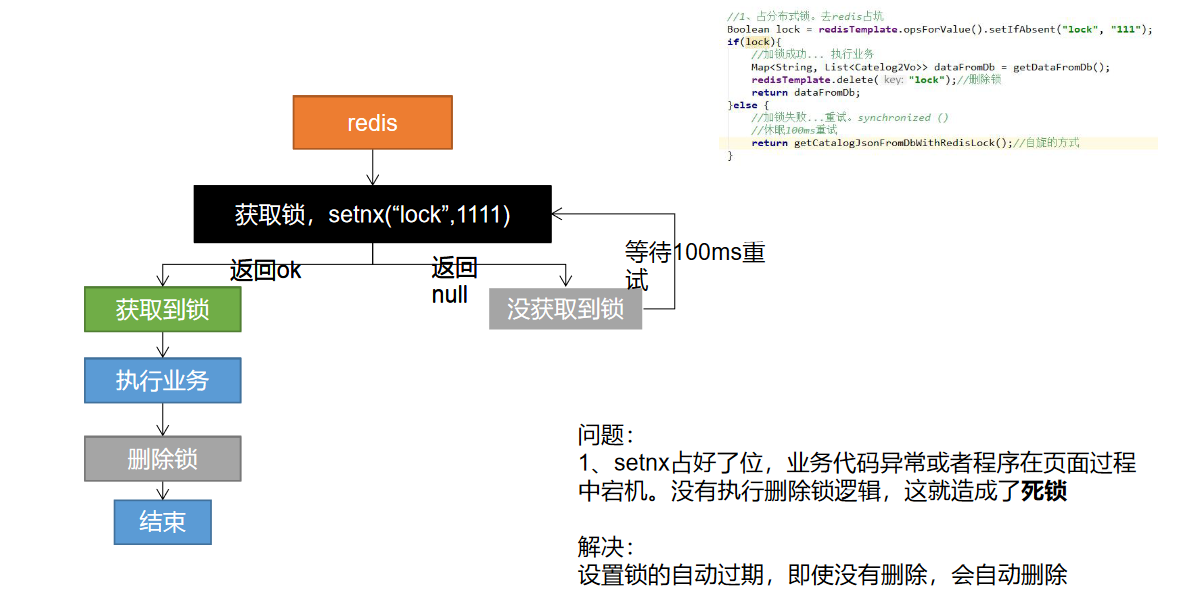 //1、占分布式锁。去redis占坑
Boolean lock = redisTemplate.opsForValue().setIfAbsent("lock", "111");
if(lock){
//加锁成功... 执行业务
Map<String, List<Catelog2Vo>> dataFromDb = getDataFromDb();
redisTemplate.delete( key: "lock");//删除锁
return dataFromDb;
}else {
//加锁失败...重试。synchronized ()
//休眠100ms重试
return getCatalogJsonFromDbWithRedisLock();//自旋的方式
}
redis
获取锁，setnx(“lock”,1111)
返回ok
返回
null
等待100ms重
试
获取到锁
没获取到锁
执行业务
删除锁
结束
问题：
1、setnx占好了位，业务代码异常或者程序在页面过程
中宕机。没有执行删除锁逻辑，这就造成了死锁
解决：
设置锁的自动过期，即使没有删除，会自动删除